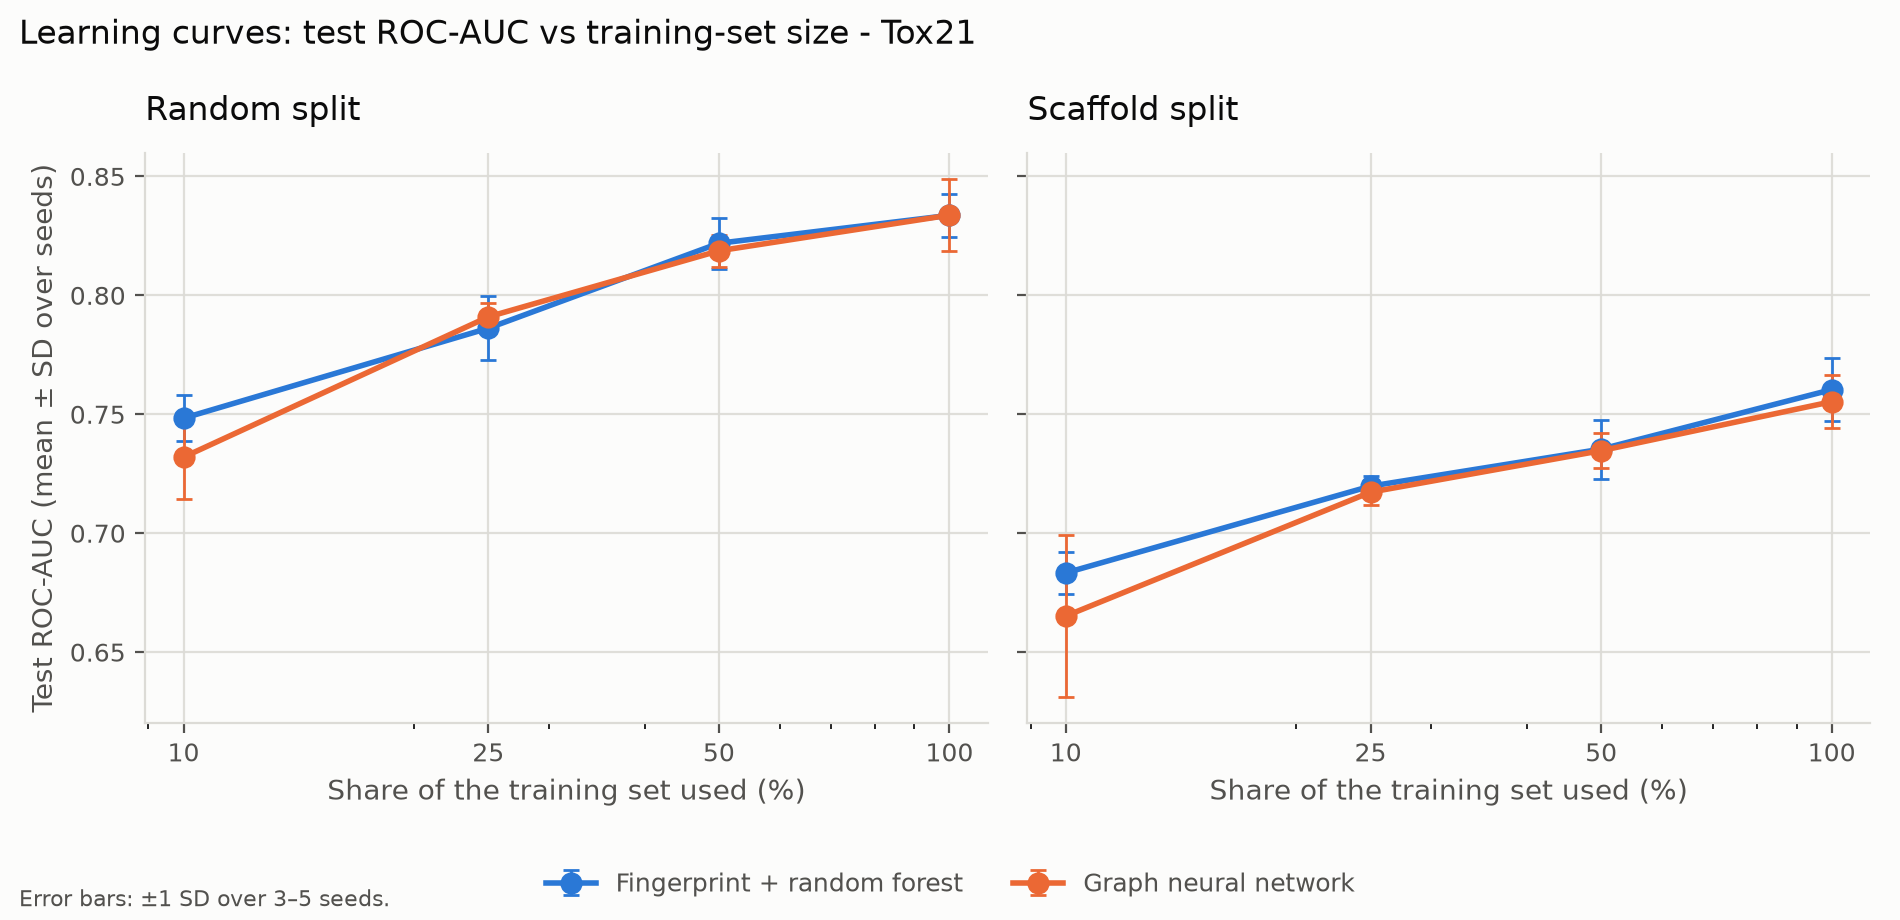 Learning curves: test ROC-AUC vs training-set size - Tox21
Random split
Scaffold split
Test ROC-AUC (mean ± SD over seeds)
0.85
0.80
0.75
0.70
0.65
10 25 50 100
10 25 50 100
Share of the training set used (%)
Share of the training set used (%)
Fingerprint + random forest
Graph neural network
Error bars: ±1 SD over 3–5 seeds.